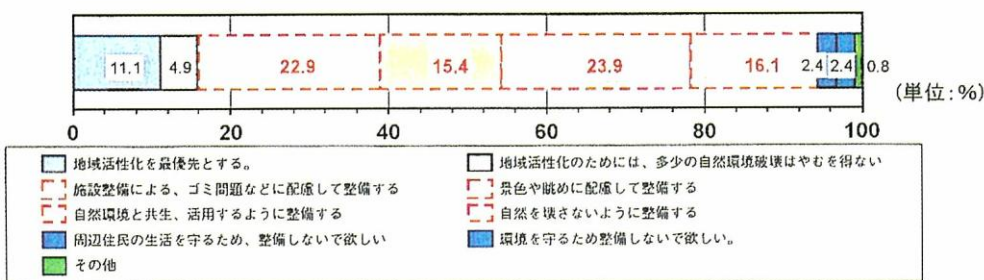 11.1 4.9 22.9 15.4 23.9 16.1 2.4 2.4 0.8
(単位:%)
0 20 40 60 80 100
地域活性化を最優先とする。 地域活性化のためには、多少の自然環境破壊はやむを得ない
施設整備による、ゴミ問題などに配慮して整備する 景色や眺めに配慮して整備する
自然環境と共生、活用するように整備する 自然を壊さないように整備する
周辺住民の生活を守るため、整備しないで欲しい 環境を守るため整備しないで欲しい。
その他